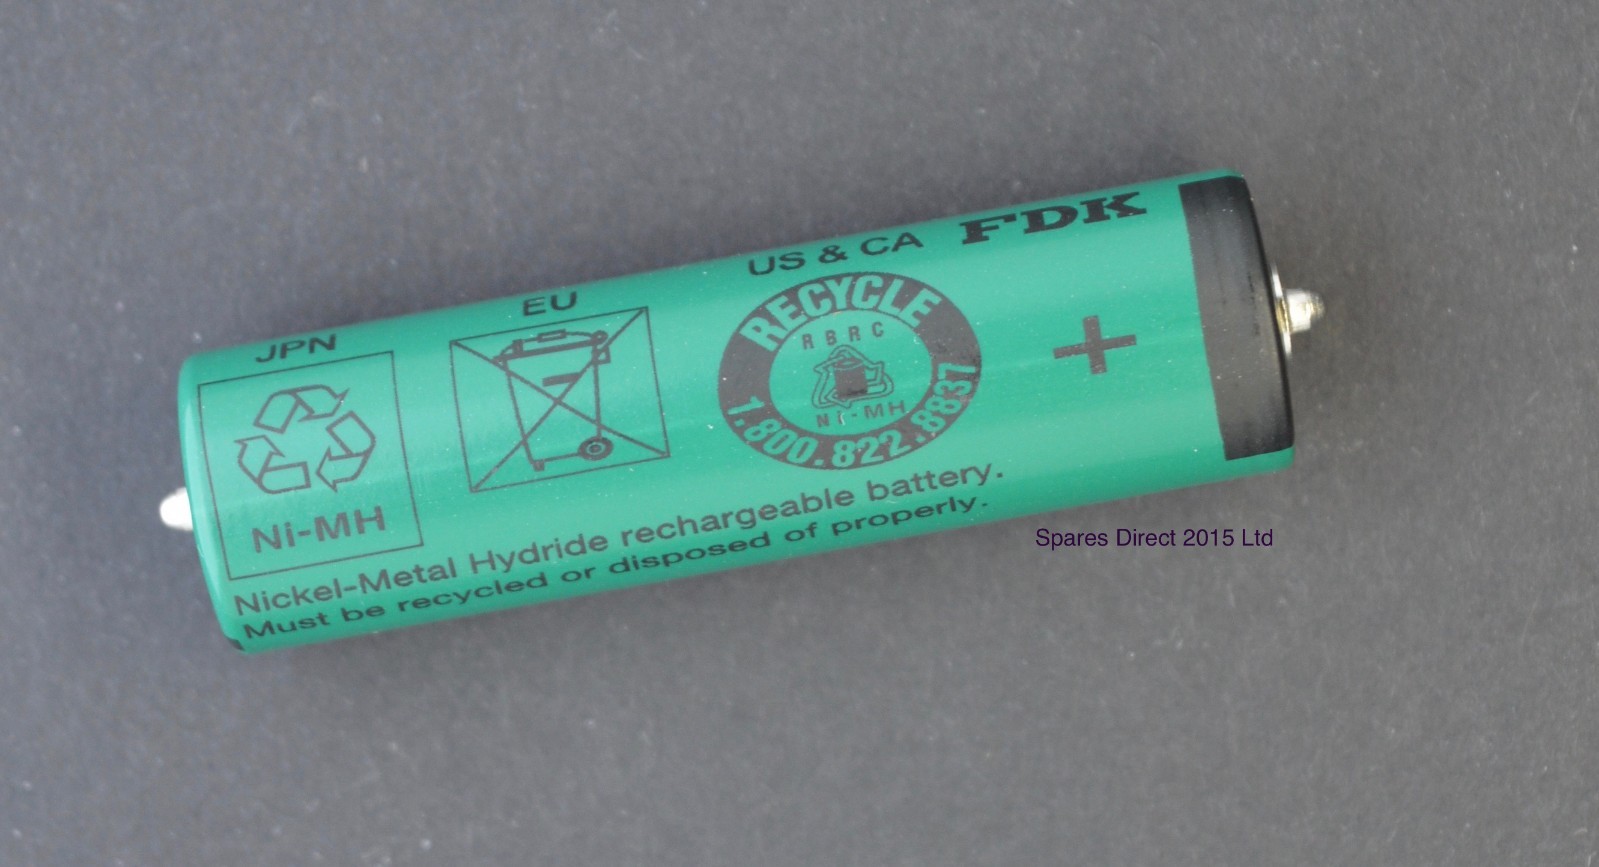 JPN
Ni-MH
EU
US & CA
RECYCLE
RBRC
Ni-MH
1.800.822.8837
FDK
+
Nickel-Metal Hydride rechargeable battery.
Must be recycled or disposed of properly.
Spares Direct 2015 Ltd